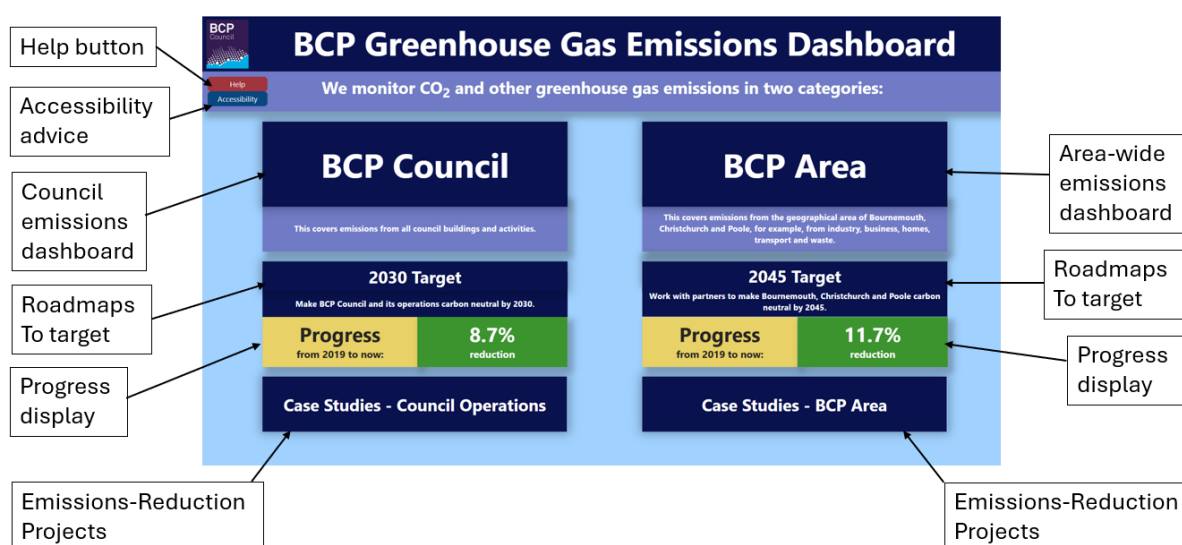 BCP
Council
BCP Greenhouse Gas Emissions Dashboard
Help button
Help
Accessibility
We monitor CO₂ and other greenhouse gas emissions in two categories:
Accessibility
advice
BCP Council
BCP Area
Area-wide
emissions
dashboard
Council
emissions
dashboard
This covers emissions from all council buildings and activities.
This covers emissions from the geographical area of Bournemouth,
Christchurch and Poole, for example, from industry, business, homes,
transport and waste.
Roadmaps
To target
2030 Target
Make BCP Council and its operations carbon neutral by 2030.
2045 Target
Work with partners to make Bournemouth, Christchurch and Poole carbon
neutral by 2045.
Roadmaps
To target
Progress
display
Progress
from 2019 to now:
8.7%
reduction
Progress
from 2019 to now:
11.7%
reduction
Progress
display
Case Studies - Council Operations
Case Studies - BCP Area
Emissions-Reduction
Projects
Emissions-Reduction
Projects